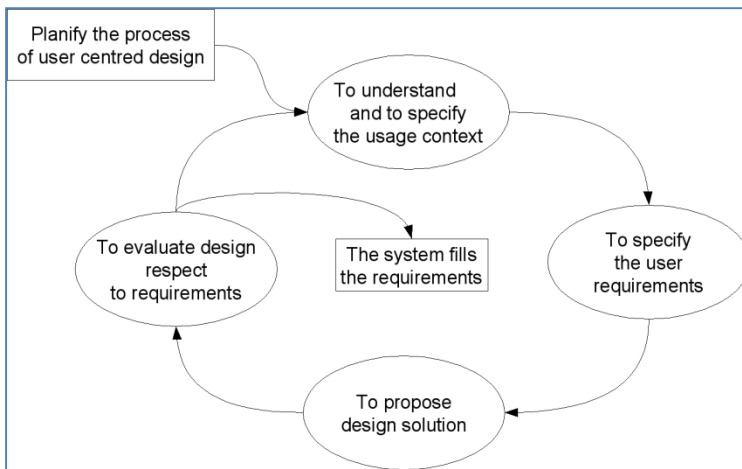 Planify the process
of user centred design
To understand
and to specify
the usage context
To evaluate design
respect
to requirements
The system fills
the requirements
To specify
the user
requirements
To propose
design solution